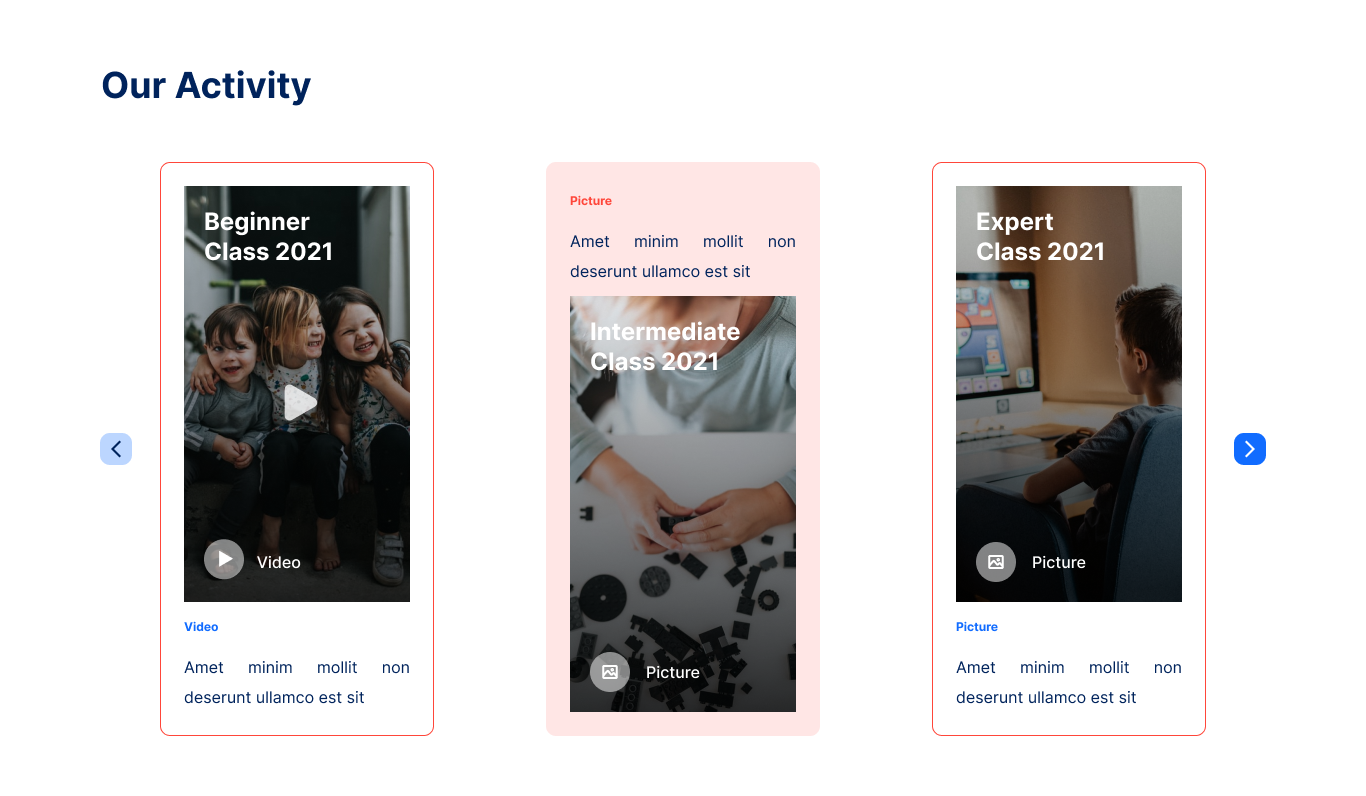 Our Activity
Beginner
Class 2021
Video
Video
Amet minim mollit non
deserunt ullamco est sit
Picture
Amet minim mollit non
deserunt ullamco est sit
Intermediate
Class 2021
Picture
Expert
Class 2021
Picture
Picture
Amet minim mollit non
deserunt ullamco est sit